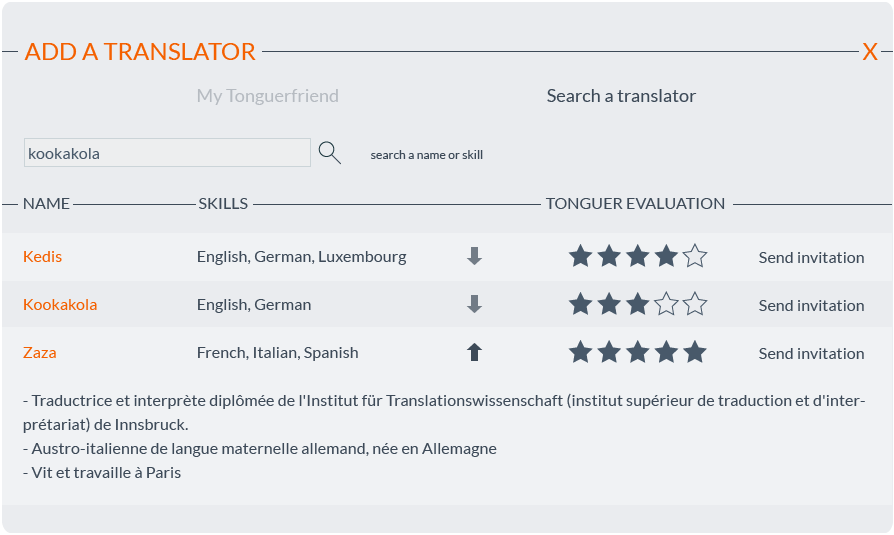 ADD A TRANSLATOR X
My Tonguerfriend Search a translator
kookakola search a name or skill
NAME SKILLS TONGUER EVALUATION
Kedis English, German, Luxembourg Send invitation
Kookakola English, German Send invitation
Zaza French, Italian, Spanish Send invitation
- Traductrice et interprète diplômée de l'Institut für Translationswissenschaft (institut supérieur de traduction et d'inter-
prétariat) de Innsbruck.
- Austro-italienne de langue maternelle allemand, née en Allemagne
- Vit et travaille à Paris